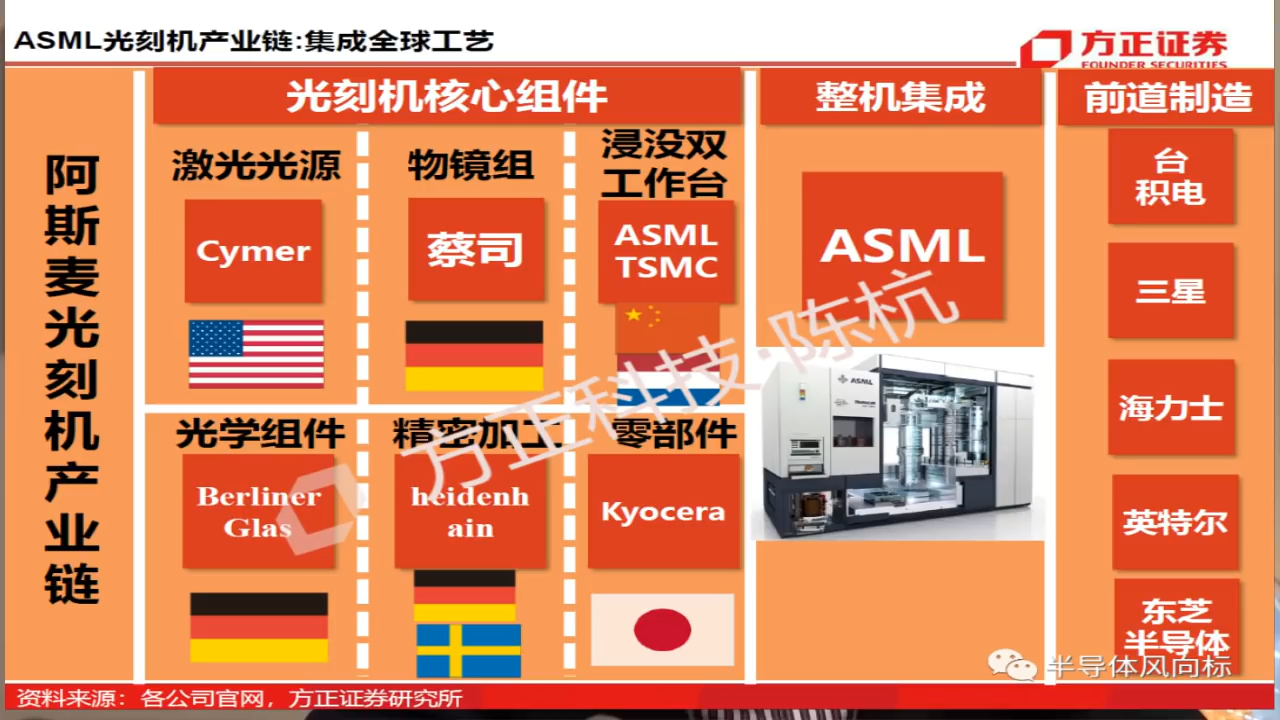 ASML光刻机产业链:集成全球工艺
方正证券
FOUNDER SECURITIES
阿斯麦光刻机产业链
光刻机核心组件
整机集成
前道制造
激光光源
Cymer
物镜组
蔡司
浸没双
工作台
ASML
TSMC
光学组件
Berliner
Glas
精密加工
heidenh
ain
零部件
Kyocera
ASML
ASML
台
积电
三星
海力士
英特尔
东芝
半导体
方正科技·陈杭
半导体风向标
资料来源：各公司官网，方正证券研究所